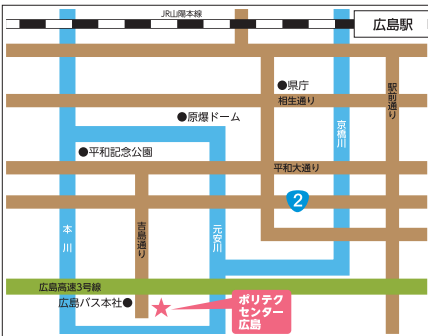 JR山陽本線
広島駅
●県庁
相生通り
駅前通り
●原爆ドーム
京橋川
●平和記念公園
平和大通り
2
本川
吉島通り
元安川
広島高速3号線
広島バス本社●
ポリテク
センター
広島